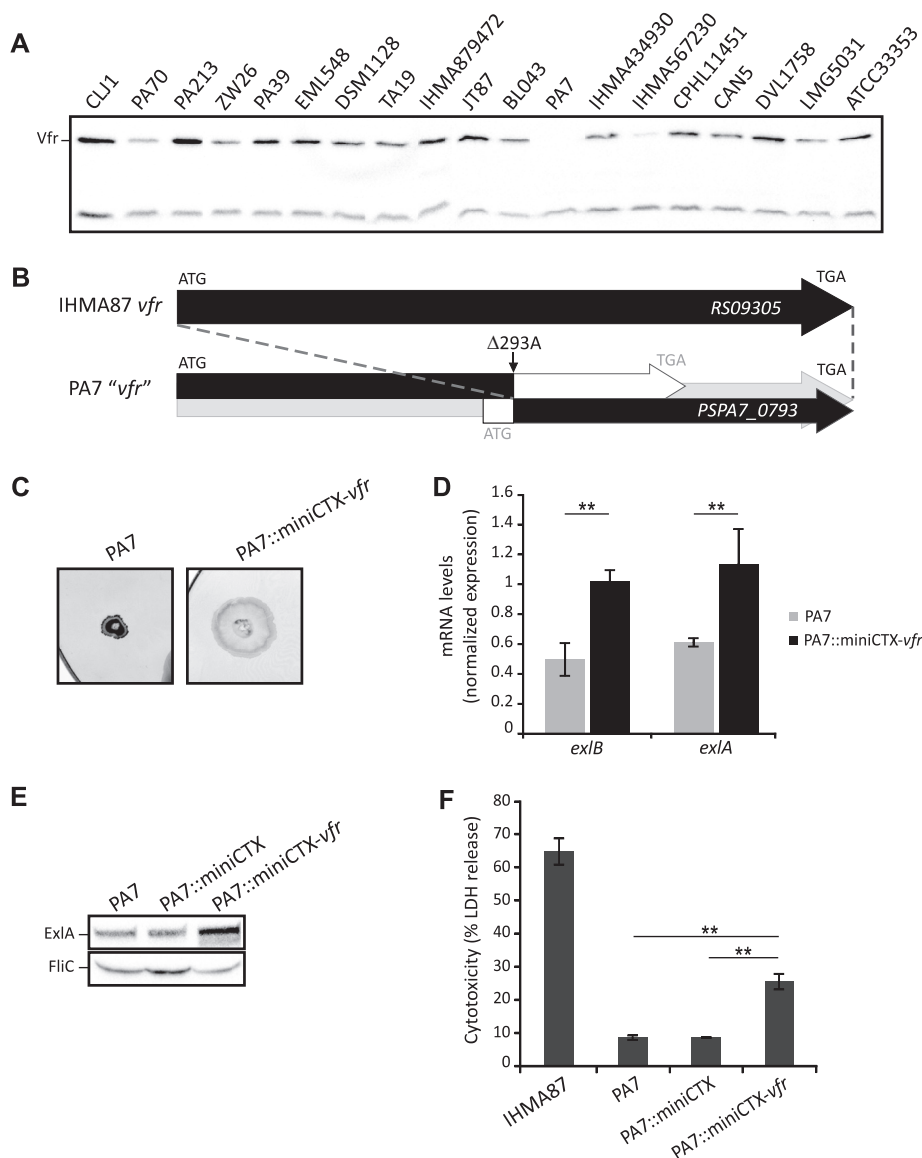 A
CLJ1 PA70 PA213 ZW26 PA39 EML548 DSM1128 TA19 IHMA879472 JT87 BL043 PA7 IHMA434930 IHMA567230 CPHL11451 CAN5 DVL1758 LMG5031 ATCC33353
Vfr
B
ATG TGA
IHMA87 vfr RS09305
Δ293A
ATG TGA TGA
PA7 "vfr" PSPA7_0793
ATG
C
PA7 PA7::miniCTX-vfr
D
mRNA levels
(normalized expression)
1.6
1.4
1.2
1
0.8
0.6
0.4
0.2
0
** **
exlB exlA
PA7
PA7::miniCTX-vfr
E
PA7 PA7::miniCTX PA7::miniCTX-vfr
ExlA
FliC
F
Cytotoxicity (% LDH release)
80
70
60
50
40
30
20
10
0
**
**
IHMA87 PA7 PA7::miniCTX PA7::miniCTX-vfr